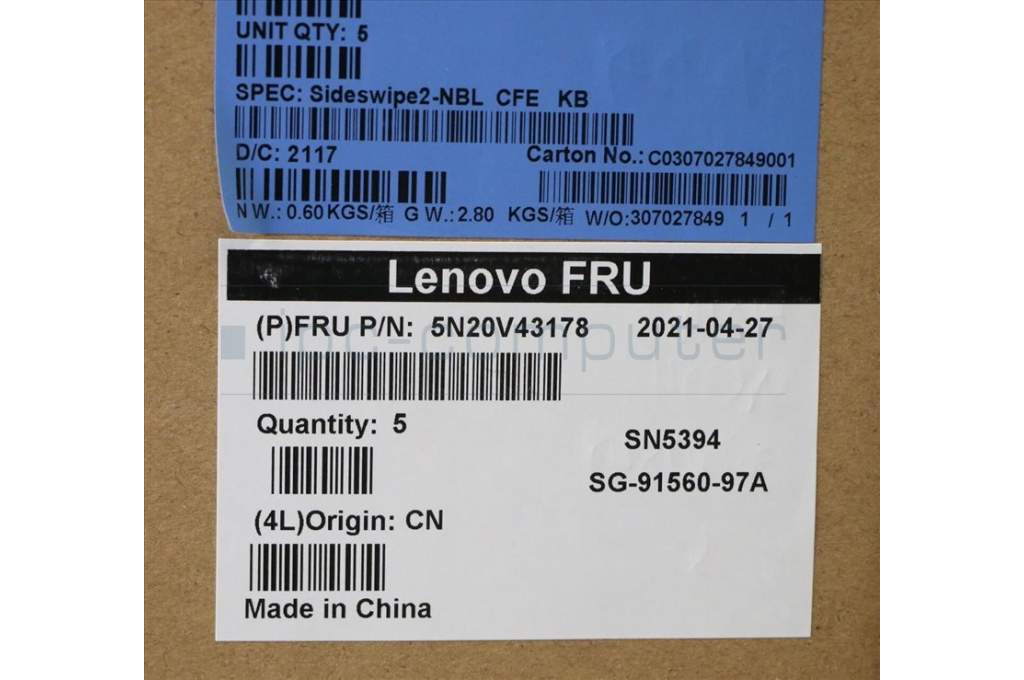 UNIT QTY: 5
SPEC: Sideswipe2-NBL CFE KB
D/C: 2117 Carton No.: C0307027849001
N W.: 0.60 KGS/箱 G W.: 2.80 KGS/箱 W/O:307027849 1 / 1
Lenovo FRU
(P)FRU P/N: 5N20V43178 2021-04-27
ipc-computer
Quantity: 5
SN5394
SG-91560-97A
(4L)Origin: CN
Made in China